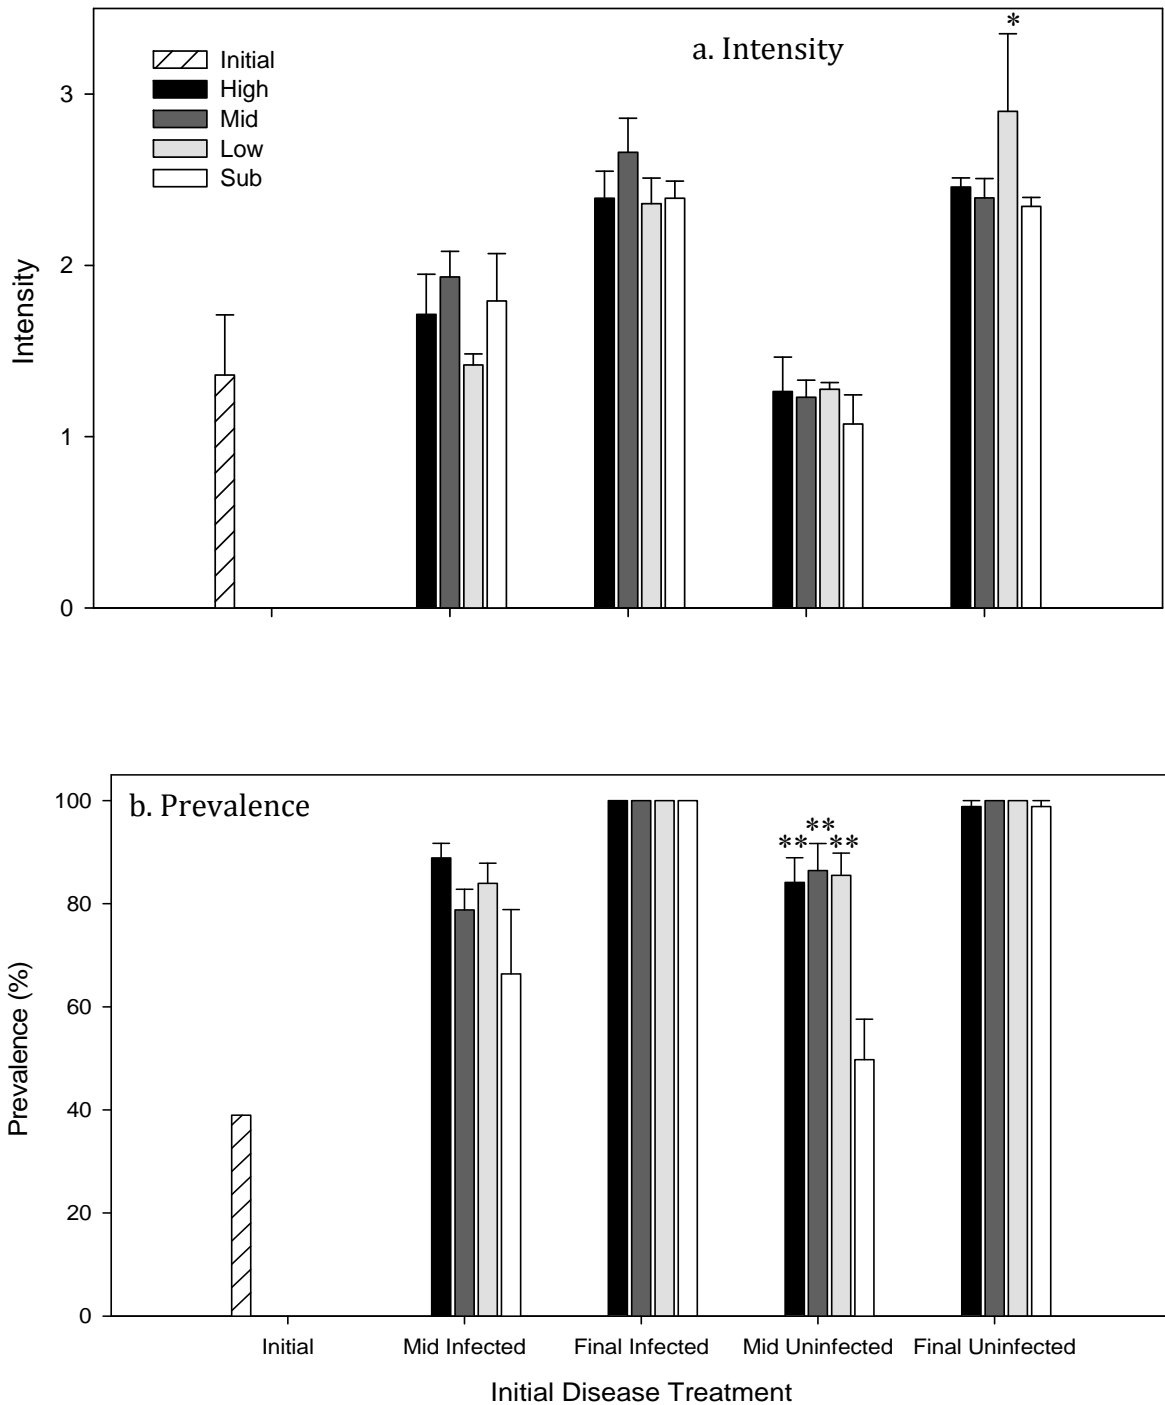 *
a. Intensity
Initial
High
Mid
Low
Sub
3
2
1
0
Intensity
b. Prevalence
100
80
60
40
20
0
** ** **
Prevalence (%)
Initial Mid Infected Final Infected Mid Uninfected Final Uninfected
Initial Disease Treatment